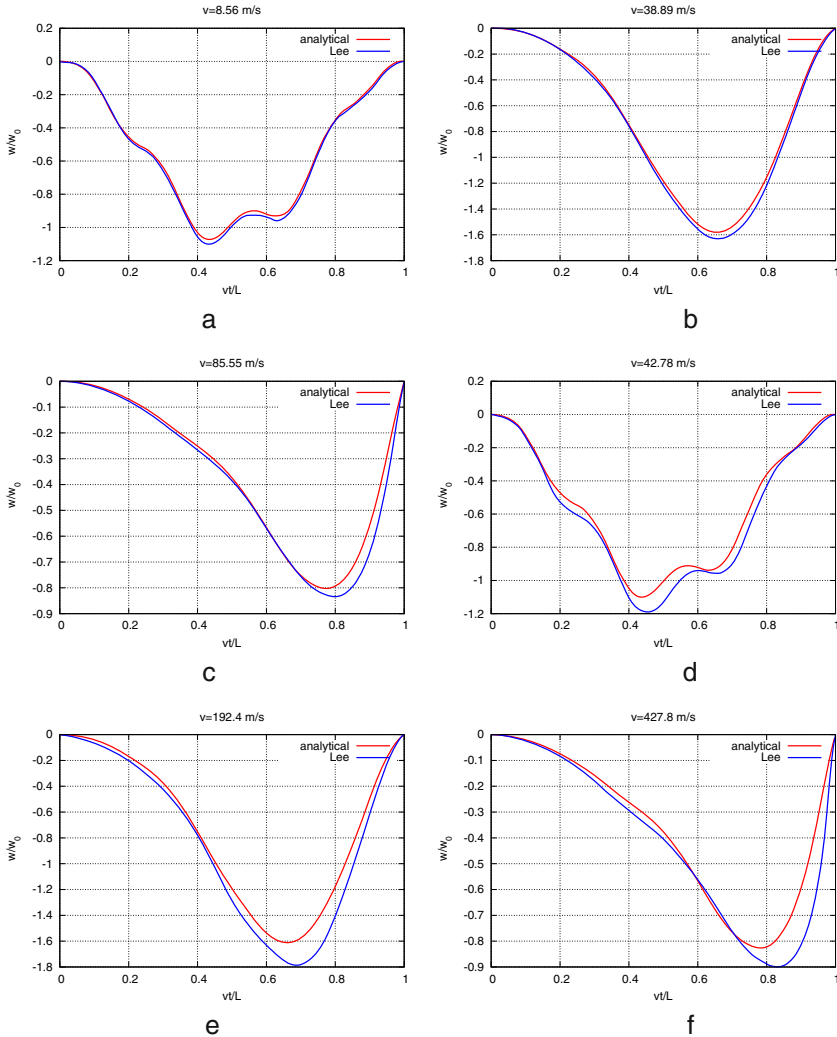 v=8.56 m/s
0.2
0
-0.2
-0.4
-0.6
-0.8
-1
-1.2
0 0.2 0.4 0.6 0.8 1
w/w0
vt/L
analytical
Lee
a
v=38.89 m/s
0
-0.2
-0.4
-0.6
-0.8
-1
-1.2
-1.4
-1.6
-1.8
0 0.2 0.4 0.6 0.8 1
w/w0
vt/L
analytical
Lee
b
v=85.55 m/s
0
-0.1
-0.2
-0.3
-0.4
-0.5
-0.6
-0.7
-0.8
-0.9
0 0.2 0.4 0.6 0.8 1
w/w0
vt/L
analytical
Lee
c
v=42.78 m/s
0.2
0
-0.2
-0.4
-0.6
-0.8
-1
-1.2
0 0.2 0.4 0.6 0.8 1
w/w0
vt/L
analytical
Lee
d
v=192.4 m/s
0
-0.2
-0.4
-0.6
-0.8
-1
-1.2
-1.4
-1.6
-1.8
0 0.2 0.4 0.6 0.8 1
w/w0
vt/L
analytical
Lee
e
v=427.8 m/s
0
-0.1
-0.2
-0.3
-0.4
-0.5
-0.6
-0.7
-0.8
-0.9
0 0.2 0.4 0.6 0.8 1
w/w0
vt/L
analytical
Lee
f